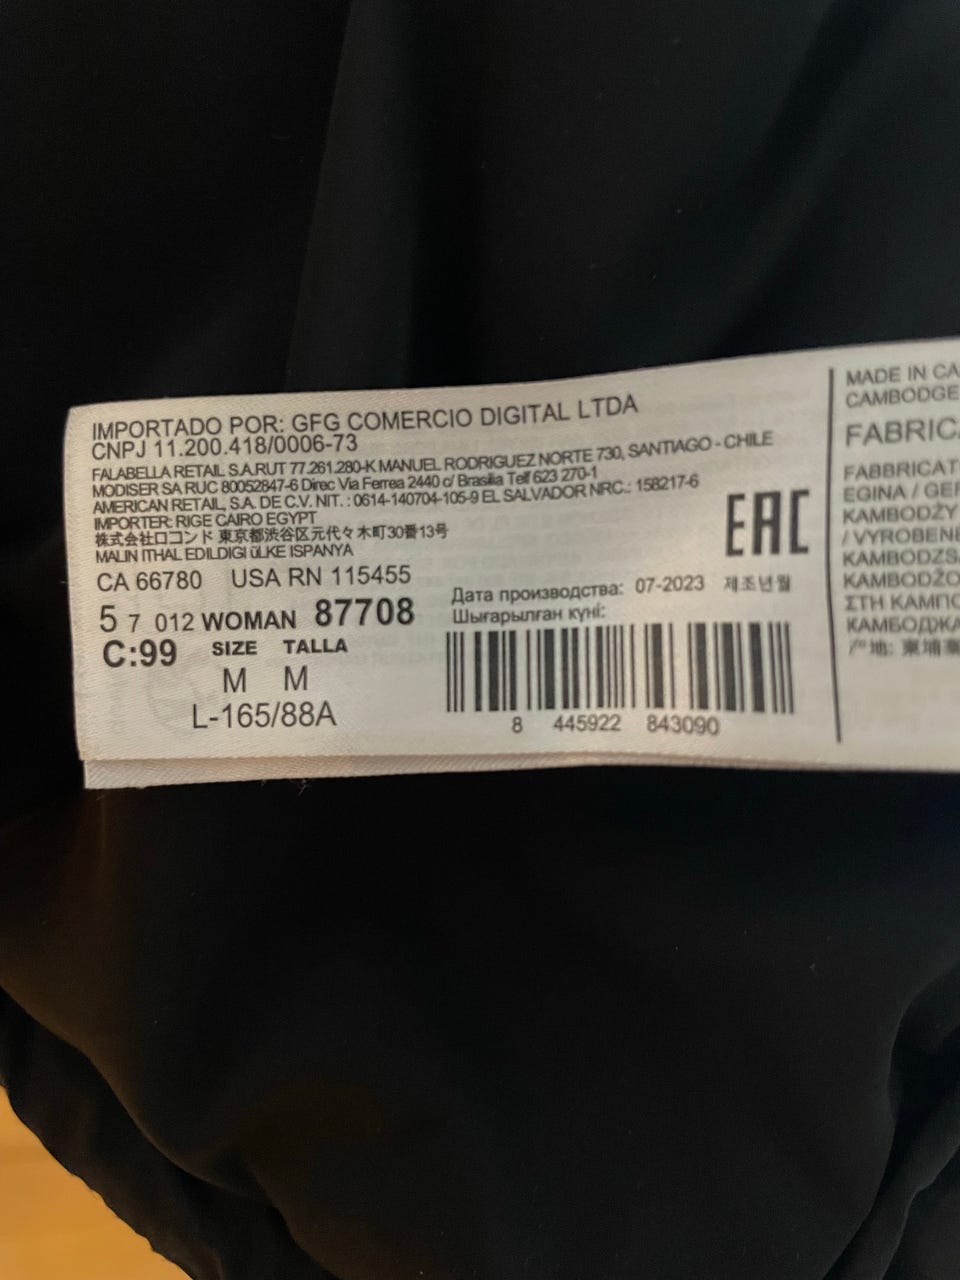 IMPORTADO POR: GFG COMERCIO DIGITAL LTDA
CNPJ 11.200.418/0006-73
FALABELLA RETAIL S.A.RUT 77.261.280-K MANUEL RODRIGUEZ NORTE 730, SANTIAGO - CHILE
MODISER SA RUC 80052847-6 Direc Via Ferrea 2440 c/ Brasilia Telf 623 270-1
AMERICAN RETAIL, S.A. DE C.V. NIT. : 0614-140704-105-9 EL SALVADOR NRC.: 158217-6
IMPORTER: RIGE CAIRO EGYPT
株式会社ロコンド 東京都渋谷区元代々木町30番13号
MALIN ITHAL EDILDIGI üLKE ISPANYA
EAC
CA 66780 USA RN 115455
5 7 012 WOMAN 87708
C:99 SIZE TALLA
M M
L-165/88A
Дата производства: 07-2023 제조년월
Шығарылған күні:
8 445922 843090
MADE IN CA
CAMBODGE
FABRICA
FABBRICAT
EGINA / GEF
KAMBODŻY
/ VYROBENE
KAMBODZS
KAMBODŽO
ΣΤΗ ΚΑΜΠΟ
КАМБОДЖА
产地: 柬埔寨